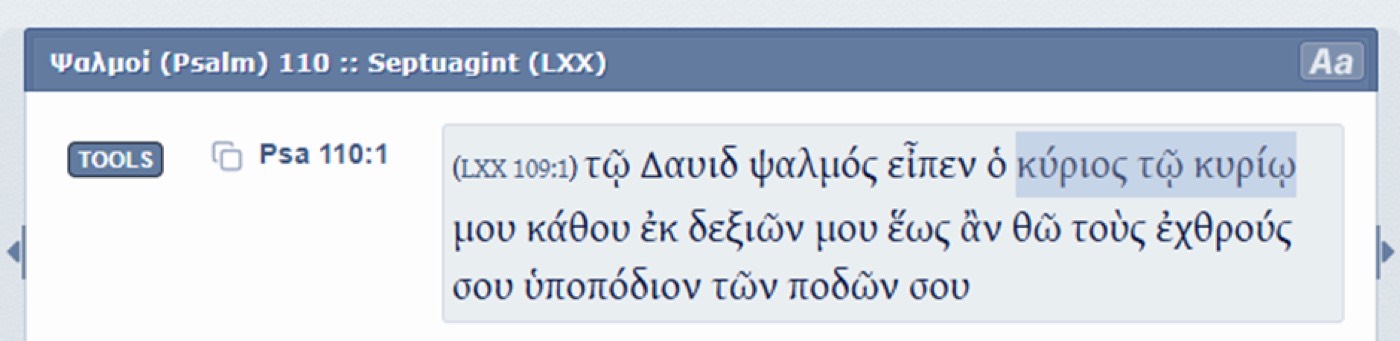 Ψαλμοί (Psalm) 110 :: Septuagint (LXX)
Aa
TOOLS
Psa 110:1
(LXX 109:1) τῷ Δαυιδ ψαλμός εἶπεν ὁ κύριος τῷ κυρίῳ
μου κάθου ἐκ δεξιῶν μου ἕως ἂν θῶ τοὺς ἐχθρούς
σου ὑποπόδιον τῶν ποδῶν σου